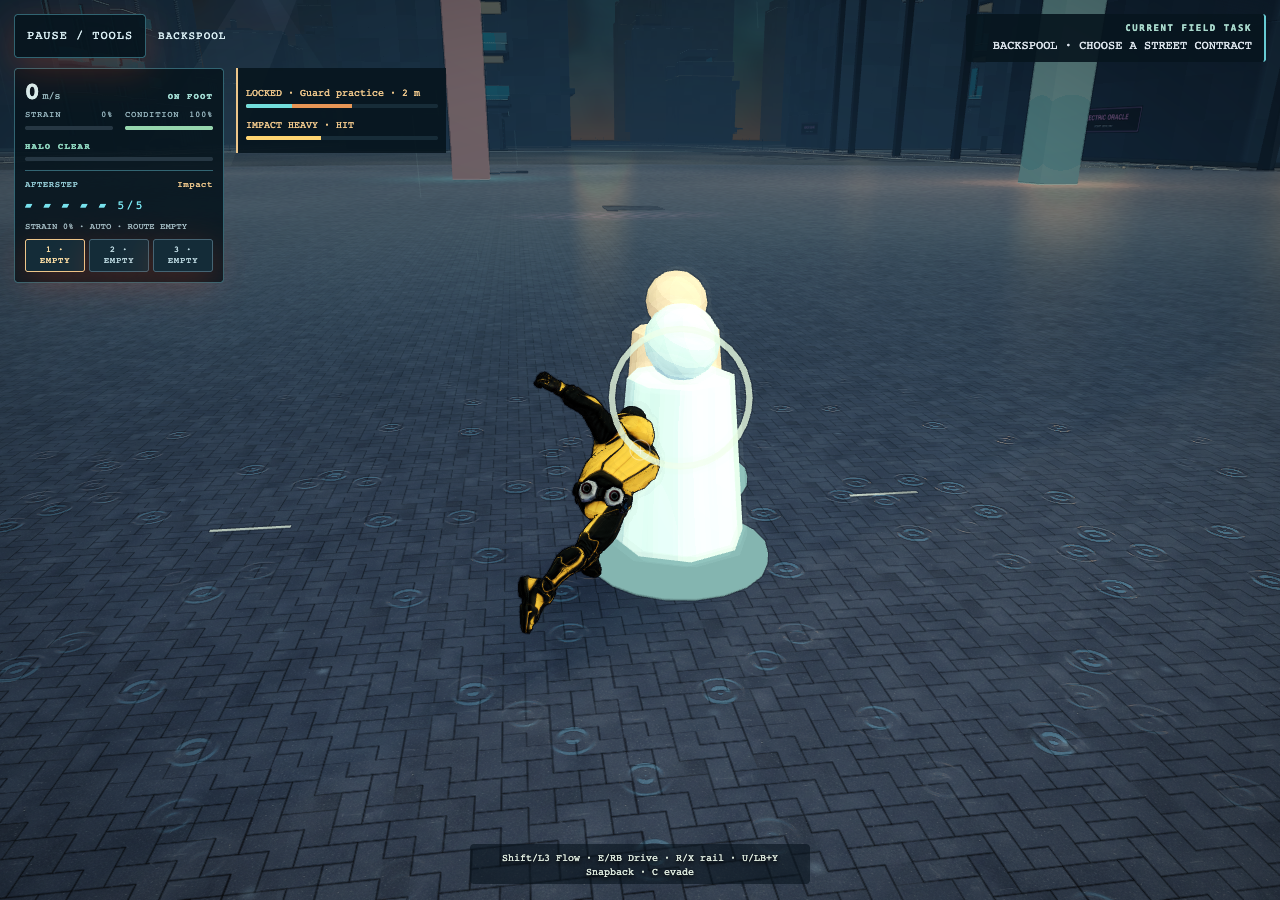 PAUSE / TOOLS
BACKSPOOL
CURRENT FIELD TASK
BACKSPOOL · CHOOSE A STREET CONTRACT
0 m/s
ON FOOT
STRAIN 0%
CONDITION 100%
HALO CLEAR
AFTERSTEP
Impact
5/5
STRAIN 0% · AUTO · ROUTE EMPTY
1 ·
EMPTY
2 ·
EMPTY
3 ·
EMPTY
LOCKED · Guard practice · 2 m
IMPACT HEAVY · HIT
ECTRIC ORACLE
Shift/L3 Flow · E/RB Drive · R/X rail · U/LB+Y
Snapback · C evade